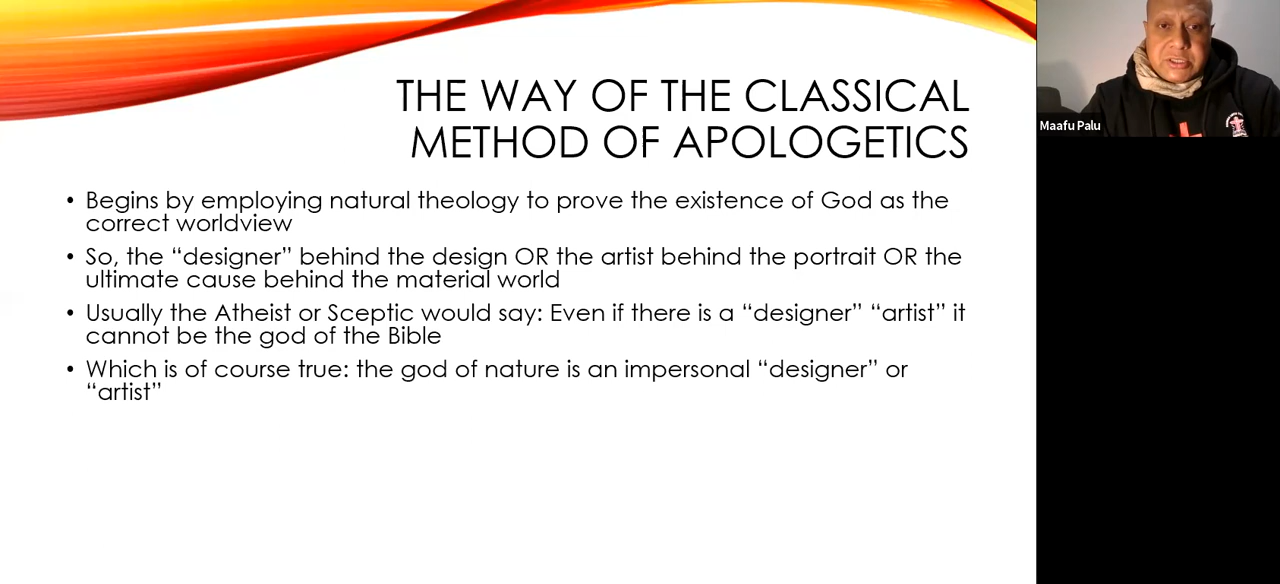 THE WAY OF THE CLASSICAL
METHOD OF APOLOGETICS
• Begins by employing natural theology to prove the existence of God as the
correct worldview
• So, the “designer” behind the design OR the artist behind the portrait OR the
ultimate cause behind the material world
• Usually the Atheist or Sceptic would say: Even if there is a “designer” “artist” it
cannot be the god of the Bible
• Which is of course true: the god of nature is an impersonal “designer” or
“artist”
Maafu Palu